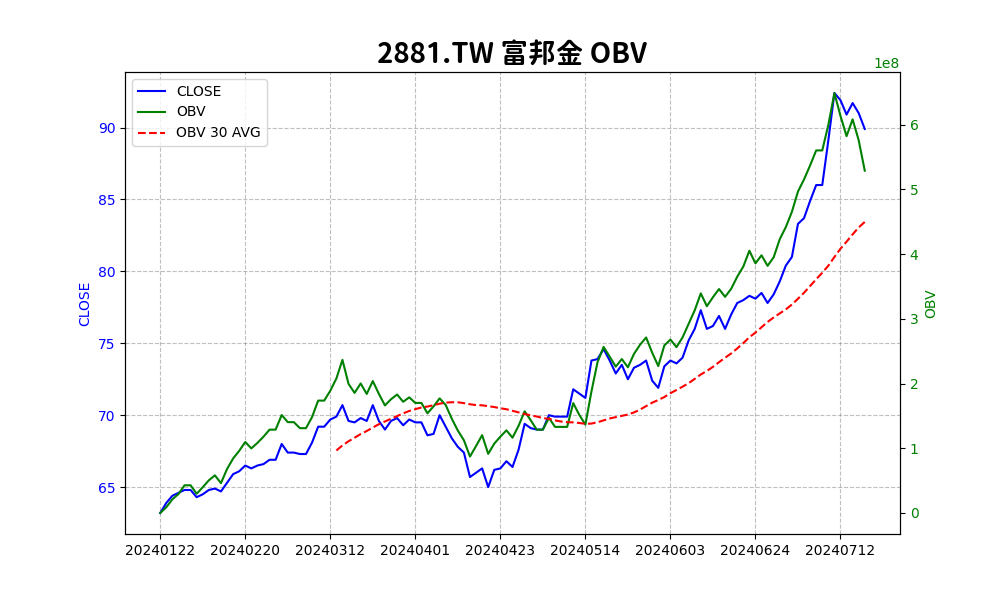 2881.TW 富邦金 OBV
1e8
CLOSE
OBV
OBV 30 AVG
90
85
80
75
70
65
CLOSE
6
5
4
3
2
1
0
OBV
20240122 20240220 20240312 20240401 20240423 20240514 20240603 20240624 20240712